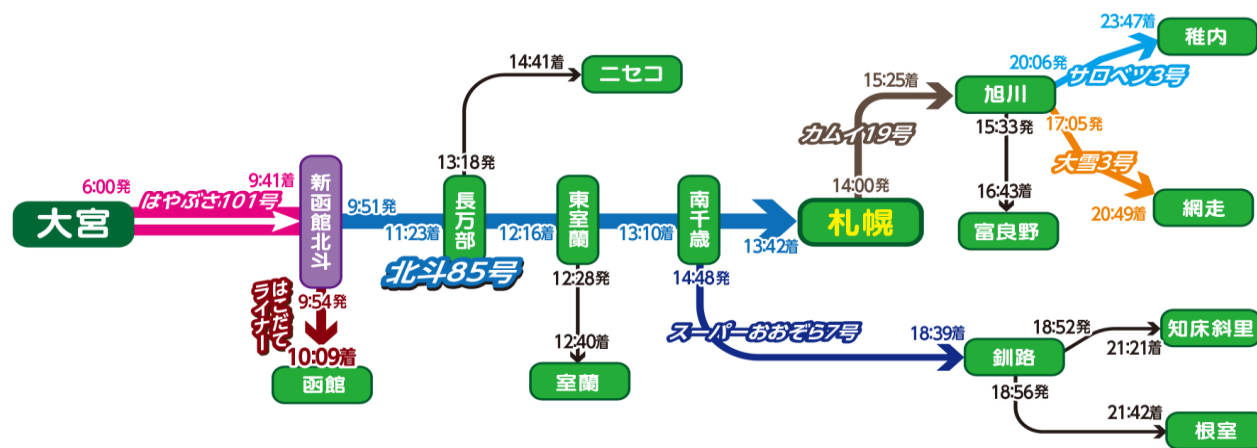 大宮
6:00発
はやぶさ101号
9:41着
新函館北斗
9:54発
はこだて
ライナー
10:09着
函館
9:51発
北斗85号
11:23着
長万部
13:18発
14:41着
ニセコ
12:16着
東室蘭
12:28発
12:40着
室蘭
13:10着
南千歳
14:48発
スーパーおおぞら7号
18:39着
釧路
18:52発
21:21着
知床斜里
18:56発
21:42着
根室
13:42着
札幌
14:00発
カムイ19号
15:25着
旭川
15:33発
16:43着
富良野
20:06発
サロベツ3号
23:47着
稚内
17:05発
大雪3号
20:49着
網走